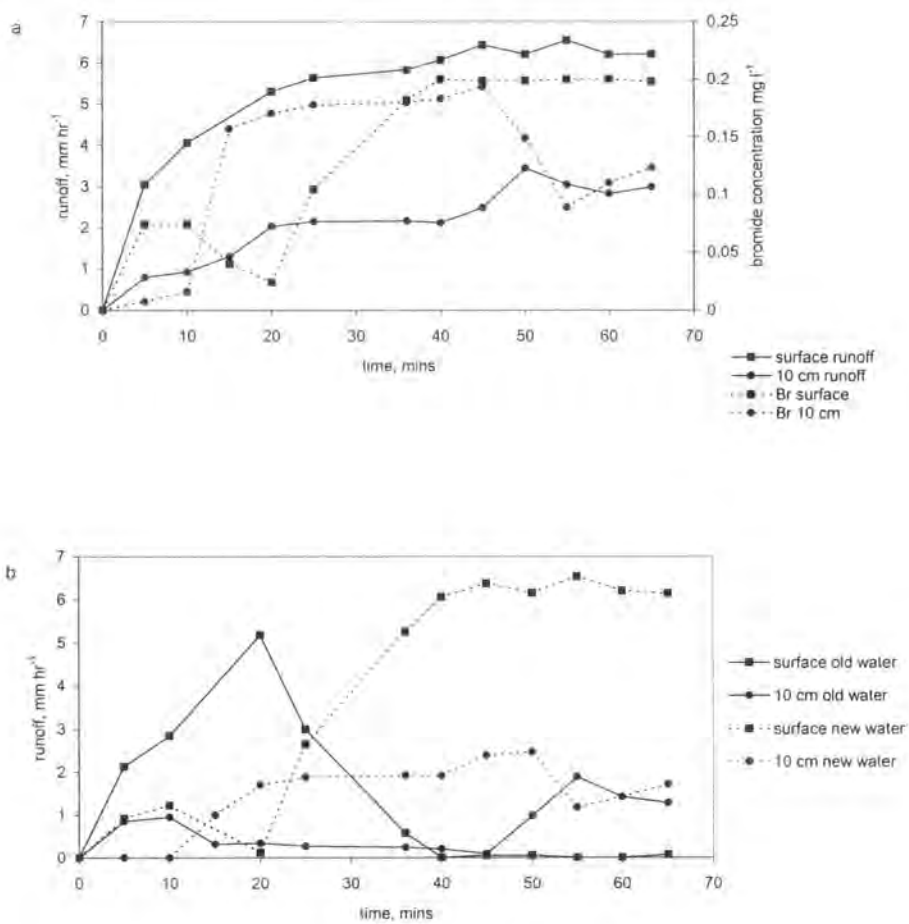 a
7
6
5
4
3
2
1
0
runoff, mm hr⁻¹
0,25
0,2
0,15
0,1
0,05
0
bromide concentration mg l⁻¹
0 10 20 30 40 50 60 70
time, mins
surface runoff
10 cm runoff
Br surface
Br 10 cm
b
7
6
5
4
3
2
1
0
runoff, mm hr⁻¹
0 10 20 30 40 50 60 70
time, mins
surface old water
10 cm old water
surface new water
10 cm new water